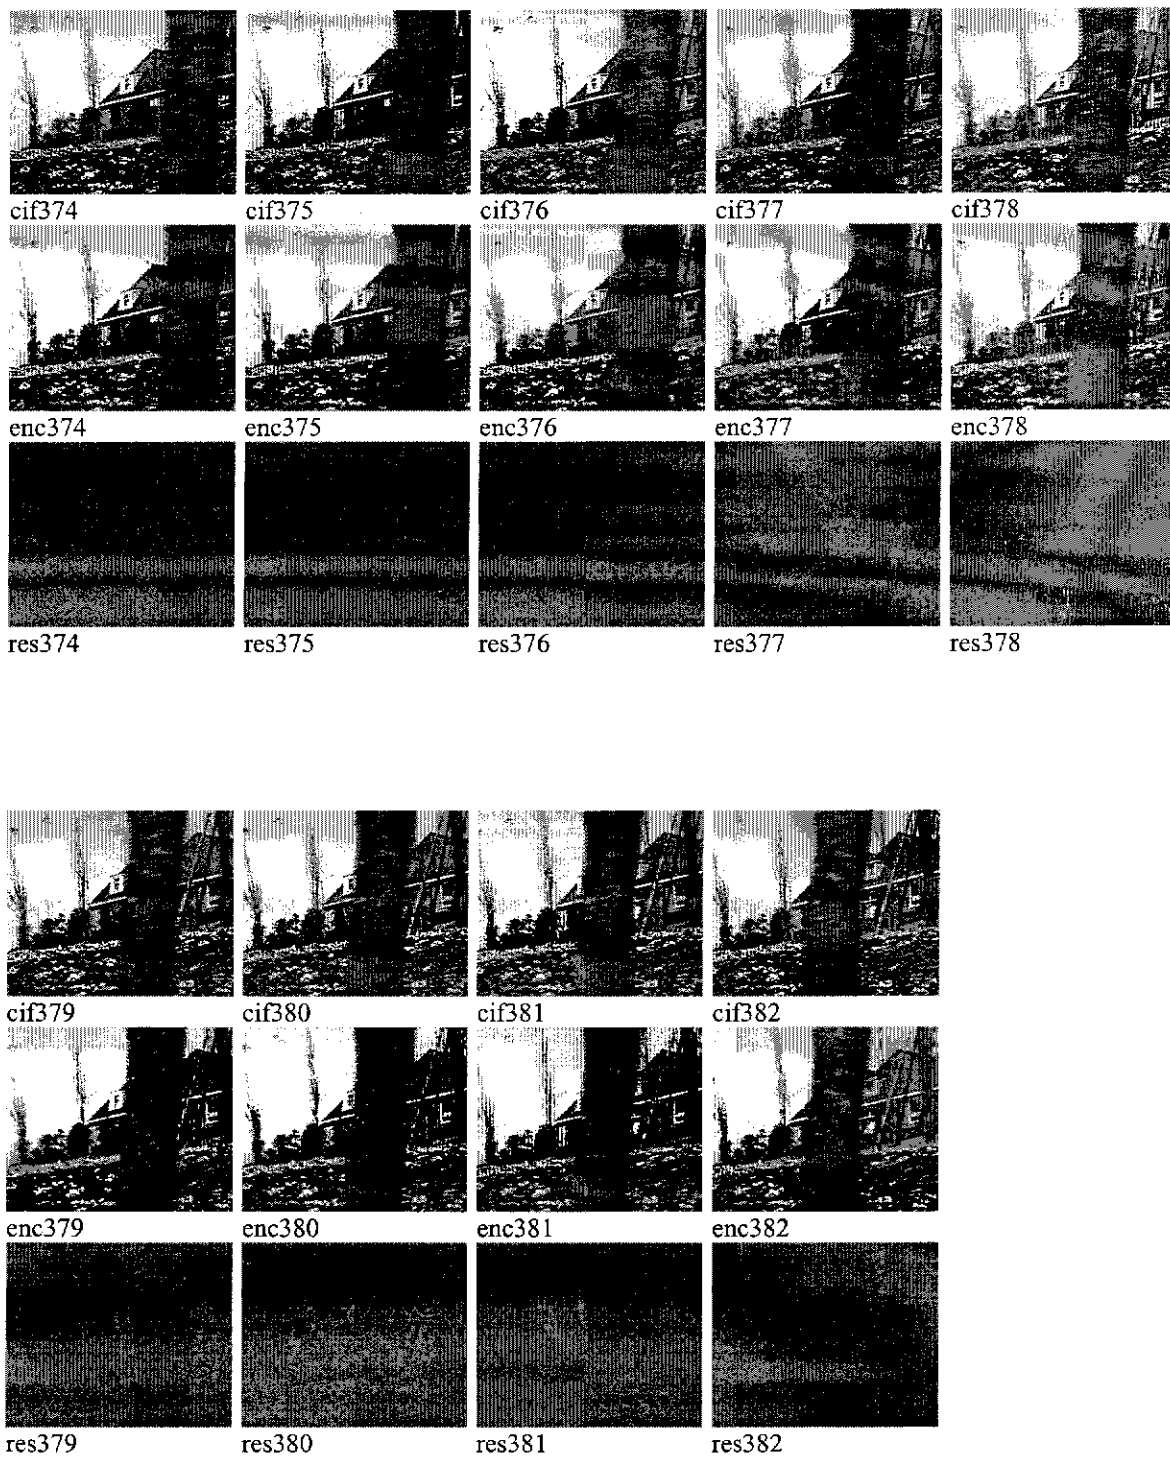 cif374 cif375 cif376 cif377 cif378
enc374 enc375 enc376 enc377 enc378
res374 res375 res376 res377 res378
cif379 cif380 cif381 cif382
enc379 enc380 enc381 enc382
res379 res380 res381 res382